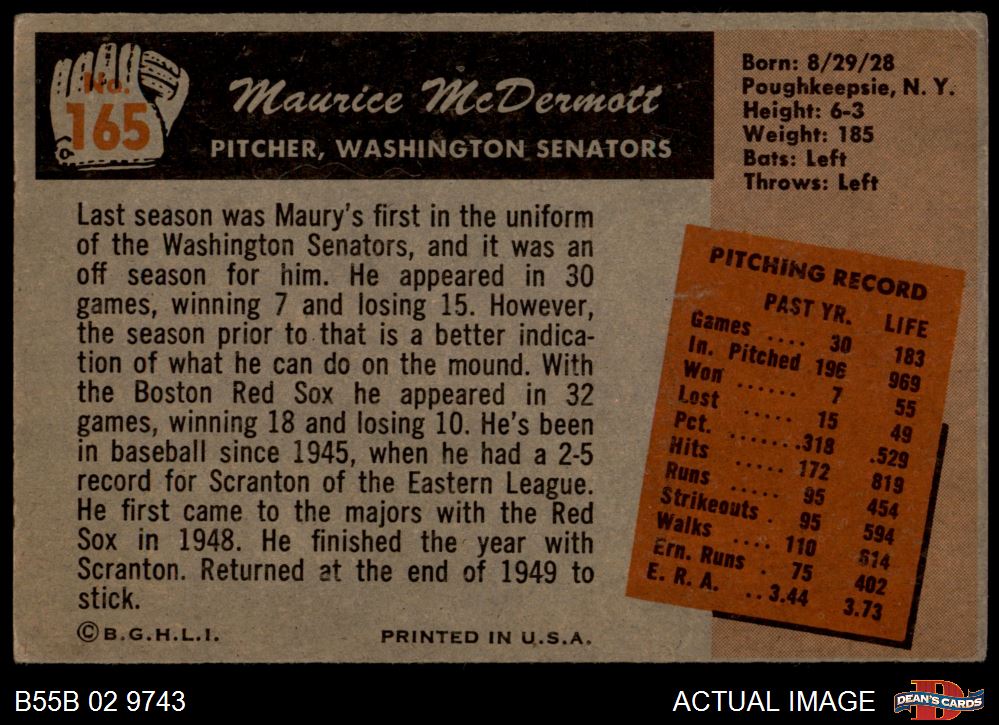 No.
165
Maurice McDermott
PITCHER, WASHINGTON SENATORS
Born: 8/29/28
Poughkeepsie, N. Y.
Height: 6-3
Weight: 185
Bats: Left
Throws: Left
Last season was Maury's first in the uniform
of the Washington Senators, and it was an
off season for him. He appeared in 30
games, winning 7 and losing 15. However,
the season prior to that is a better indica-
tion of what he can do on the mound. With
the Boston Red Sox he appeared in 32
games, winning 18 and losing 10. He's been
in baseball since 1945, when he had a 2-5
record for Scranton of the Eastern League.
He first came to the majors with the Red
Sox in 1948. He finished the year with
Scranton. Returned at the end of 1949 to
stick.
©B.G.H.L.I. PRINTED IN U.S.A.
PITCHING RECORD
PAST YR. LIFE
Games .... 30 183
In. Pitched 196 969
Won ...... 7 55
Lost ..... 15 49
Pct. .......318 .529
Hits ..... 172 819
Runs ..... 95 454
Strikeouts . 95 594
Walks .... 110 614
Ern. Runs . 75 402
E. R. A. ..3.44 3.73
B55B 02 9743 ACTUAL IMAGE D DEAN'S CARDS